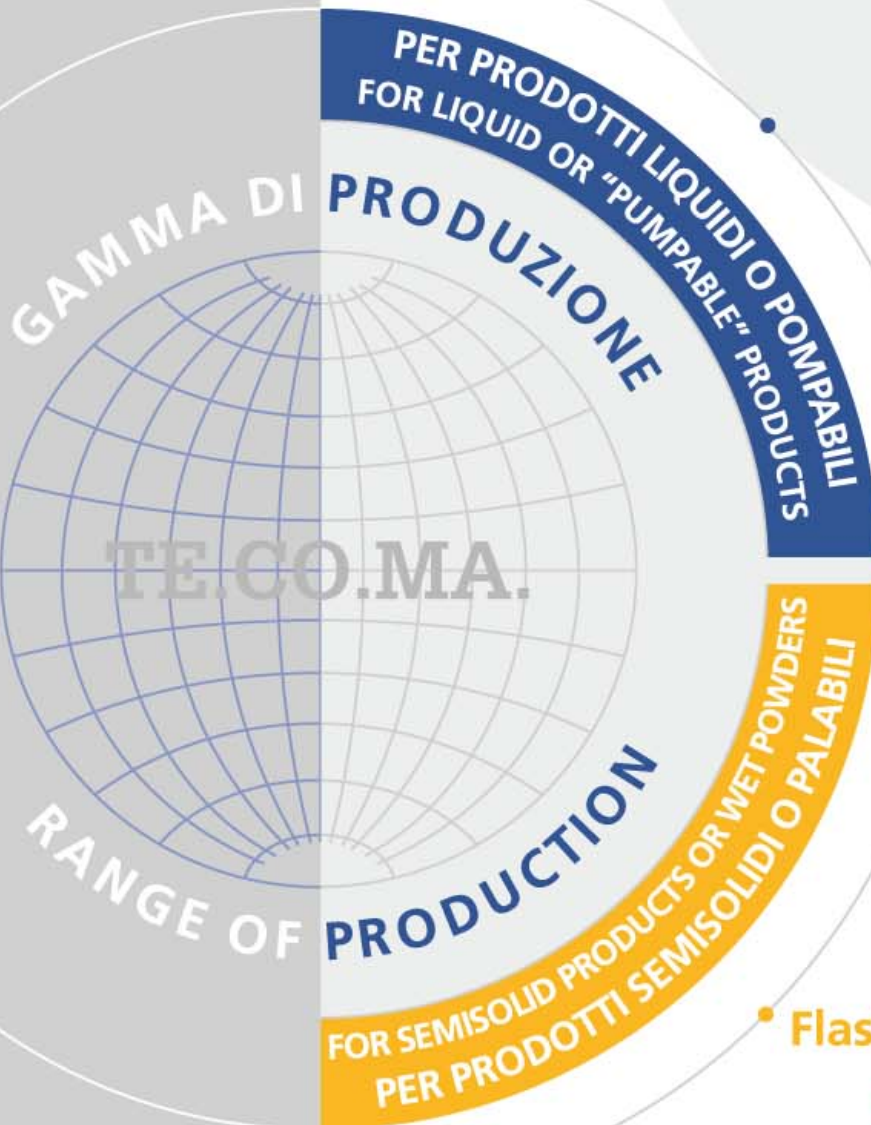 PER PRODOTTI LIQUIDI O POMPABILI
FOR LIQUID OR "PUMPABLE" PRODUCTS
GAMMA DI PRODUZIONE
TE.CO.MA.
RANGE OF PRODUCTION
FOR SEMISOLID PRODUCTS OR WET POWDERS
PER PRODOTTI SEMISOLIDI O PALABILI
Flas